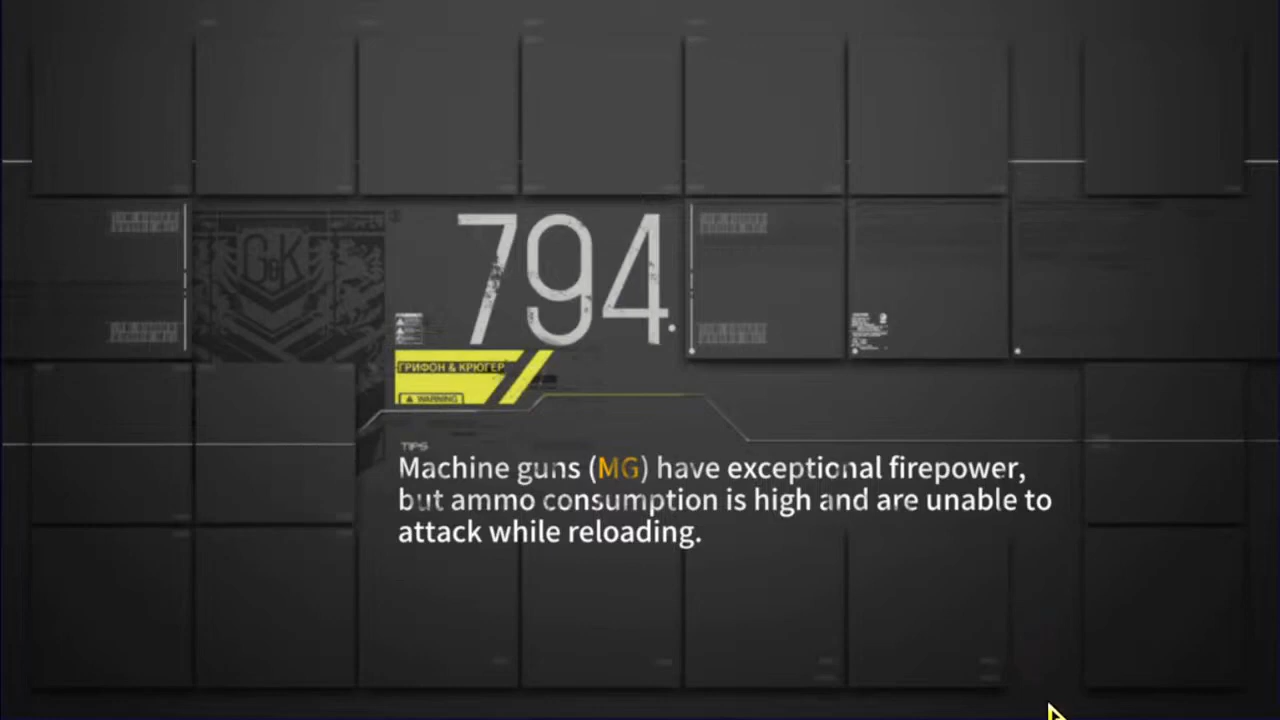 G&K
794.
ГРИФОН & КРЮГЕР
WARNING
TIPS
Machine guns (MG) have exceptional firepower,
but ammo consumption is high and are unable to
attack while reloading.